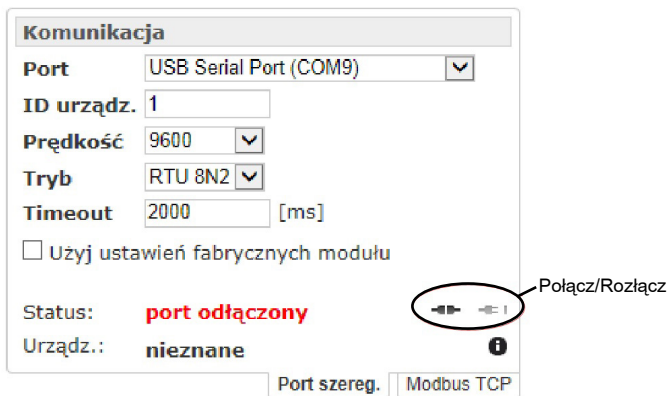 Komunikacja
Port USB Serial Port (COM9)
ID urządz. 1
Prędkość 9600
Tryb RTU 8N2
Timeout 2000 [ms]
Użyj ustawień fabrycznych modułu
Połącz/Rozłącz
Status: port odłączony
Urządz.: nieznane
Port szereg. Modbus TCP